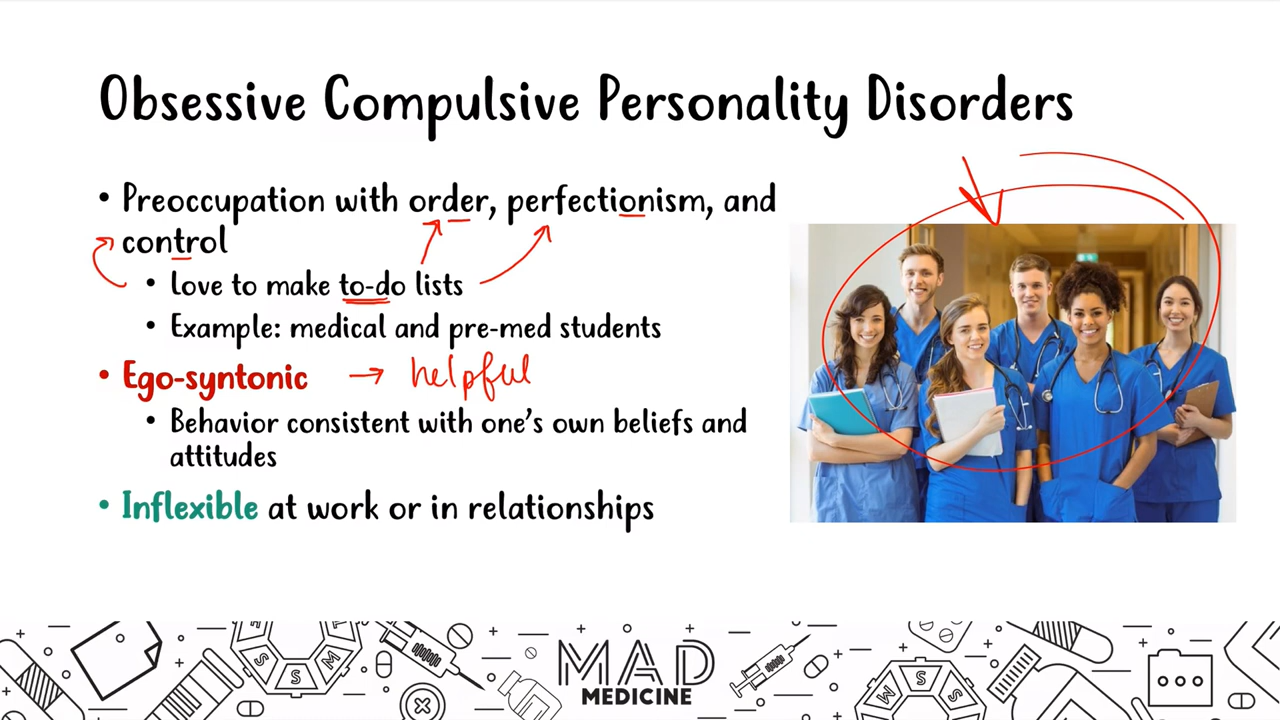 Obsessive Compulsive Personality Disorders
• Preoccupation with order, perfectionism, and
control
• Love to make to-do lists
• Example: medical and pre-med students
• Ego-syntonic → helpful
• Behavior consistent with one's own beliefs and
attitudes
• Inflexible at work or in relationships
MAD
MEDICINE